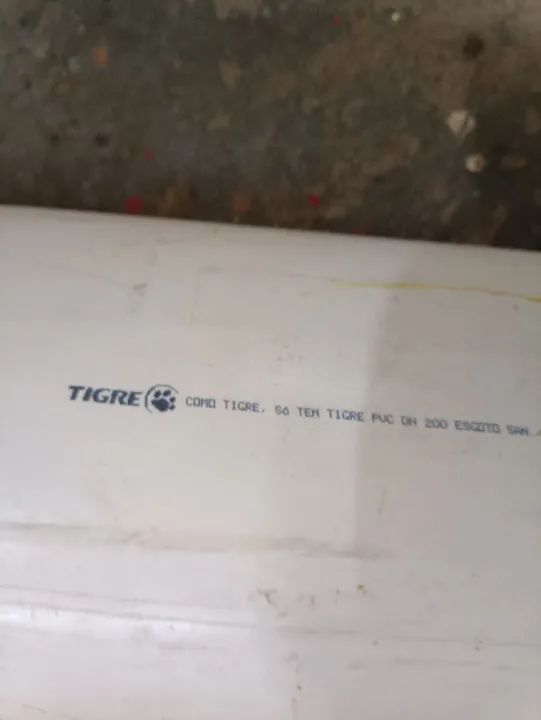 TIGRE COMO TIGRE, SÓ TEM TIGRE PVC DN 200 ESGOTO SAN.